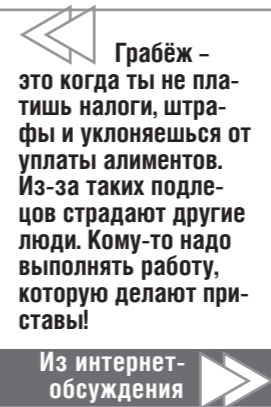 Грабёж –
это когда ты не пла-
тишь налоги, штра-
фы и уклоняешься от
уплаты алиментов.
Из-за таких подле-
цов страдают другие
люди. Кому-то надо
выполнять работу,
которую делают при-
ставы!
Из интернет-
обсуждения